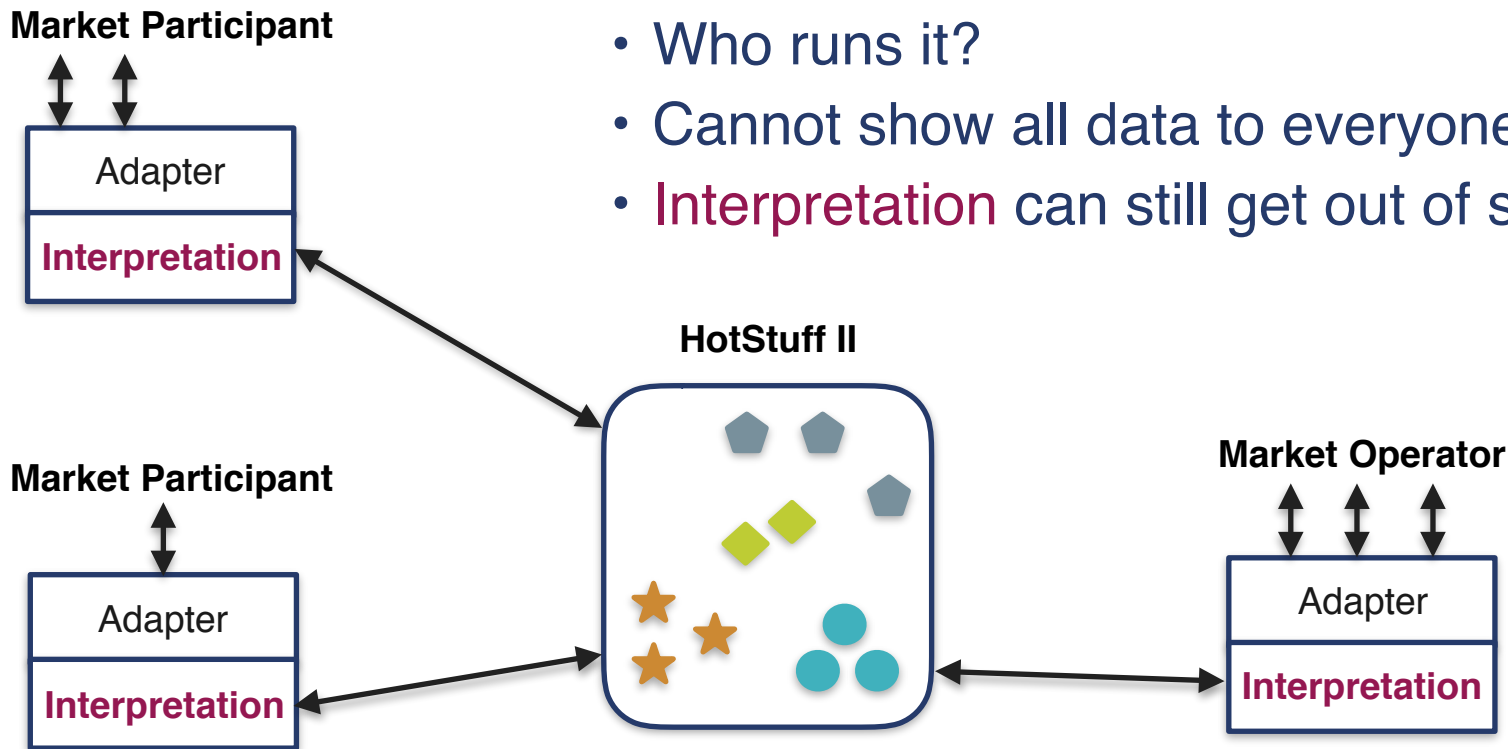 Market Participant
• Who runs it?
• Cannot show all data to everyone
• Interpretation can still get out of
Adapter
Interpretation
HotStuff II
Market Participant
Adapter
Interpretation
Market Operator
Adapter
Interpretation